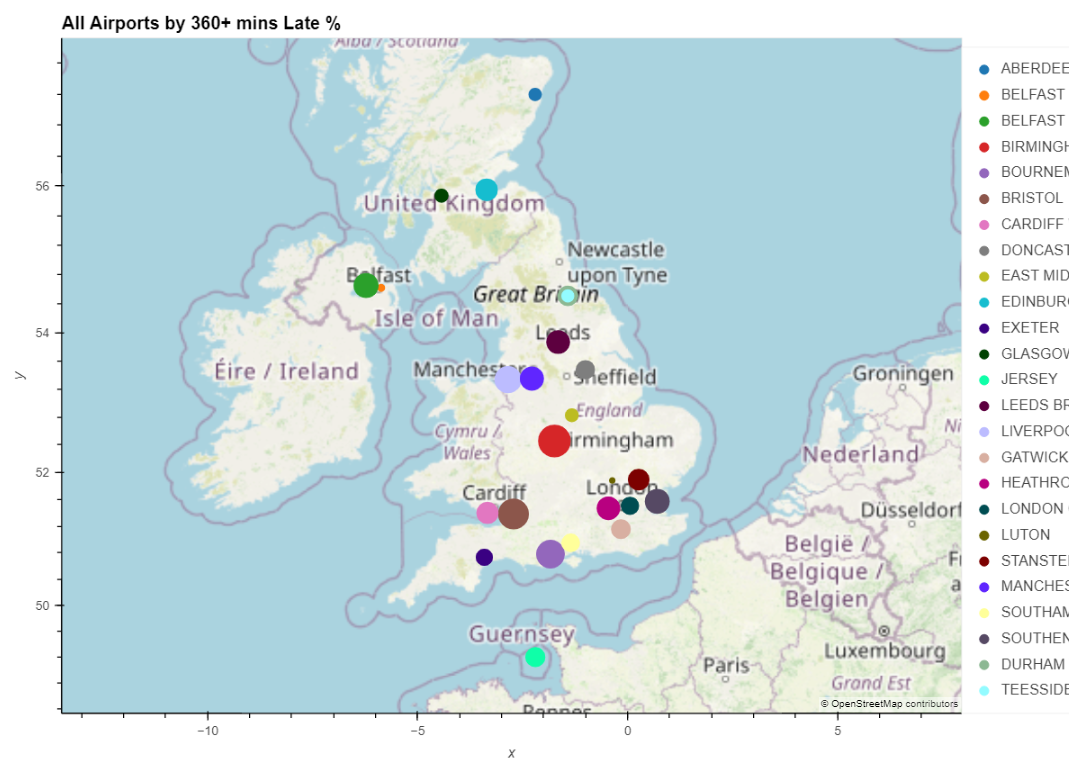 All Airports by 360+ mins Late %
Alba / Scotland
United Kingdom
Newcastle
upon Tyne
Belfast
Great Britain
Isle of Man
Leeds
Éire / Ireland
Manchester
Sheffield
England
Cymru /
Wales
Birmingham
Cardiff
London
Guernsey
Groningen
Nederland
Düsseldorf
België /
Belgique /
Belgien
Luxembourg
Paris
Grand Est
Rennes
© OpenStreetMap contributors
56
54
52
50
y
−10
−5
0
5
x
ABERDEE
BELFAST
BELFAST
BIRMINGH
BOURNEM
BRISTOL
CARDIFF
DONCAST
EAST MID
EDINBURG
EXETER
GLASGOW
JERSEY
LEEDS BR
LIVERPOO
GATWICK
HEATHRO
LONDON
LUTON
STANSTE
MANCHES
SOUTHAM
SOUTHEN
DURHAM
TEESSIDE